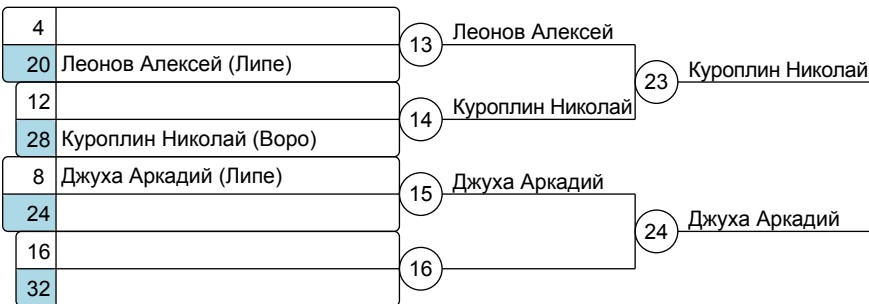 4
20 Леонов Алексей (Липе)
12
28 Куроплин Николай (Воро)
8 Джуха Аркадий (Липе)
24
16
32
13 Леонов Алексей
14 Куроплин Николай
15 Джуха Аркадий
16
23 Куроплин Николай
24 Джуха Аркадий